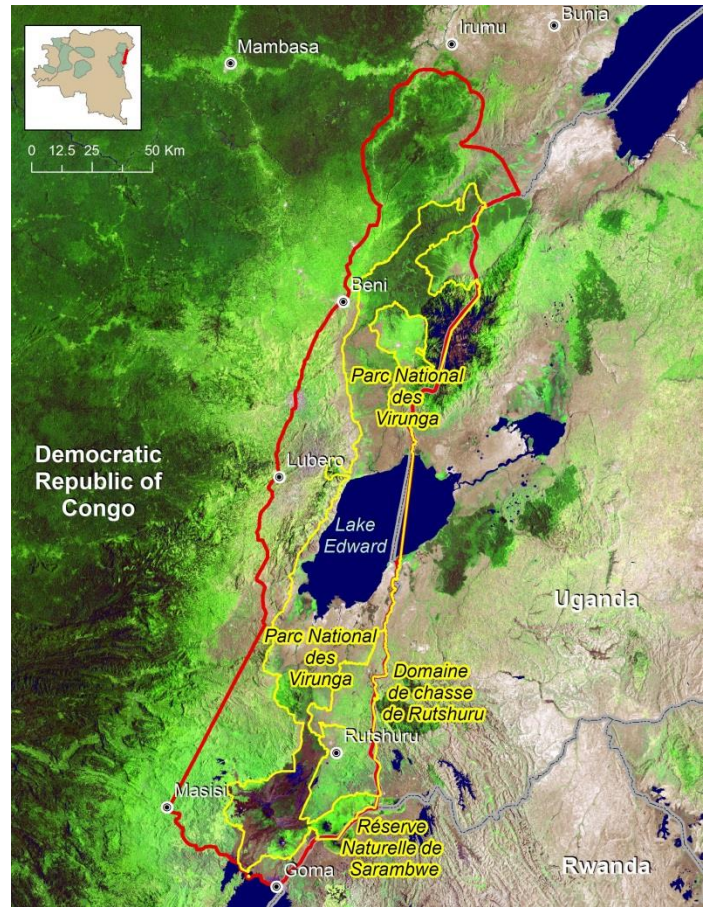 Bunia
Irumu
Mambasa
0 12.5 25 50 Km
Beni
Parc National
des
Virunga
Democratic
Republic of
Congo
Lubero
Lake
Edward
Uganda
Parc National
des
Virunga
Domaine
de chasse
de Rutshuru
Rutshuru
Masisi
Réserve
Naturelle de
Sarambwe
Rwanda
Goma